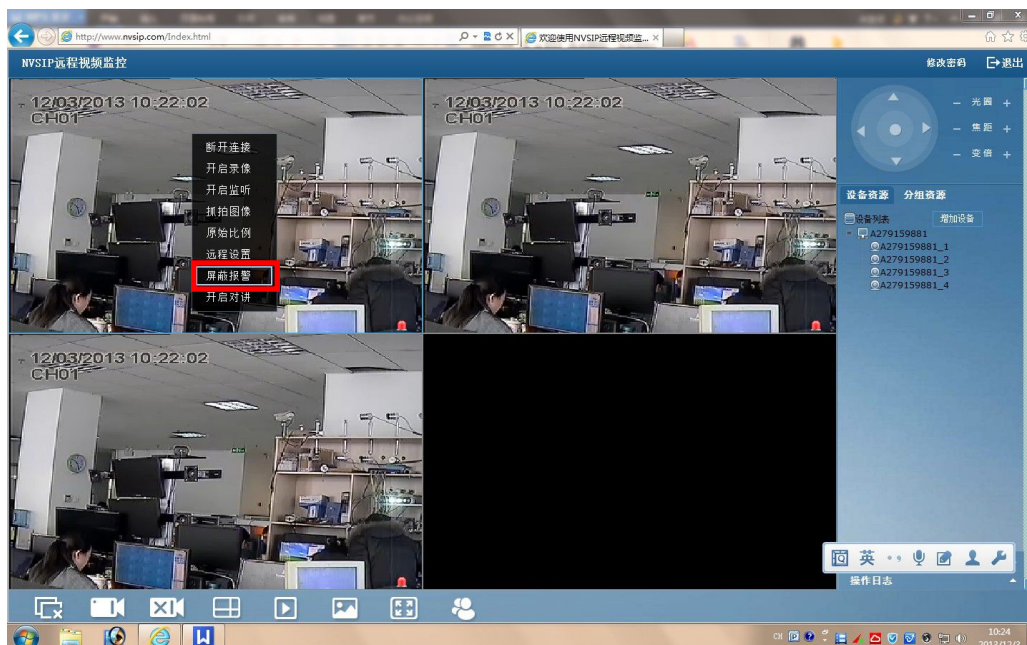 http://www.nvsip.com/Index.html
欢迎使用NVSIP远程视频监...
NVSIP远程视频监控
修改密码
退出
12/03/2013 10:22:02
CH01
12/03/2013 10:22:02
CH01
断开连接
开启录像
开启监听
抓拍图像
原始比例
远程设置
屏蔽报警
开启对讲
光圈
焦距
变倍
设备资源 分组资源
设备列表 增加设备
A279159881
A279159881_1
A279159881_2
A279159881_3
A279159881_4
12/03/2013 10:22:02
CH01
英
操作日志
CH
10:24
2013/12/3